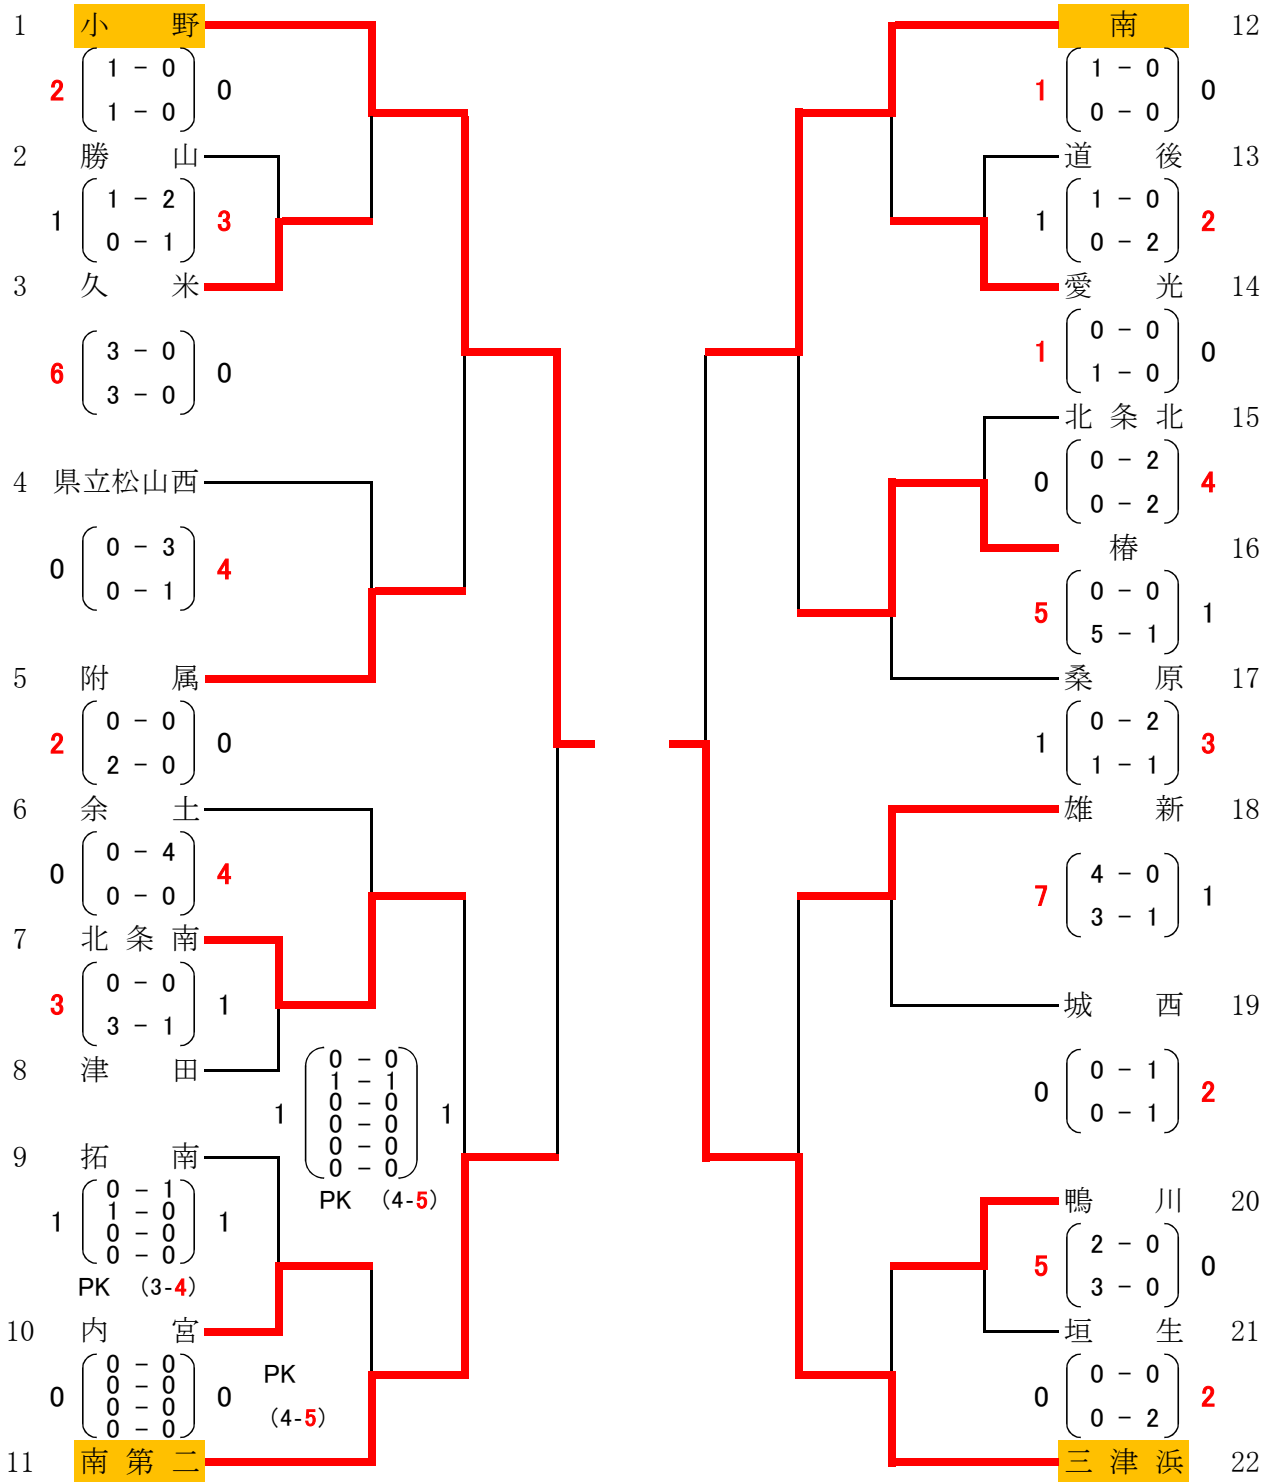 1 小野
1 - 0
2 0
1 - 0
2 勝山
1 - 2
1 3
0 - 1
3 久米
3 - 0
6 0
3 - 0
4 県立松山西
0 - 3
0 4
0 - 1
5 附属
0 - 0
2 0
2 - 0
6 余土
0 - 4
0 4
0 - 0
7 北条南
0 - 0
3 1
3 - 1
8 津田
0 - 0
1 - 1
0 - 0
1 1
0 - 0
0 - 0
0 - 0
PK (4-5)
9 拓南
0 - 1
1 - 0
1 1
0 - 0
0 - 0
PK (3-4)
10 内宮
0 - 0
0 - 0
0 0
0 - 0
0 - 0
PK
(4-5)
11 南第二
南 12
1 - 0
1 0
0 - 0
道後 13
1 - 0
1 2
0 - 2
愛光 14
0 - 0
1 0
1 - 0
北条北 15
0 - 2
0 4
0 - 2
椿 16
0 - 0
5 1
5 - 1
桑原 17
0 - 2
1 3
1 - 1
雄新 18
4 - 0
7 1
3 - 1
城西 19
0 - 1
0 2
0 - 1
鴨川 20
2 - 0
5 0
3 - 0
垣生 21
0 - 0
0 2
0 - 2
三津浜 22